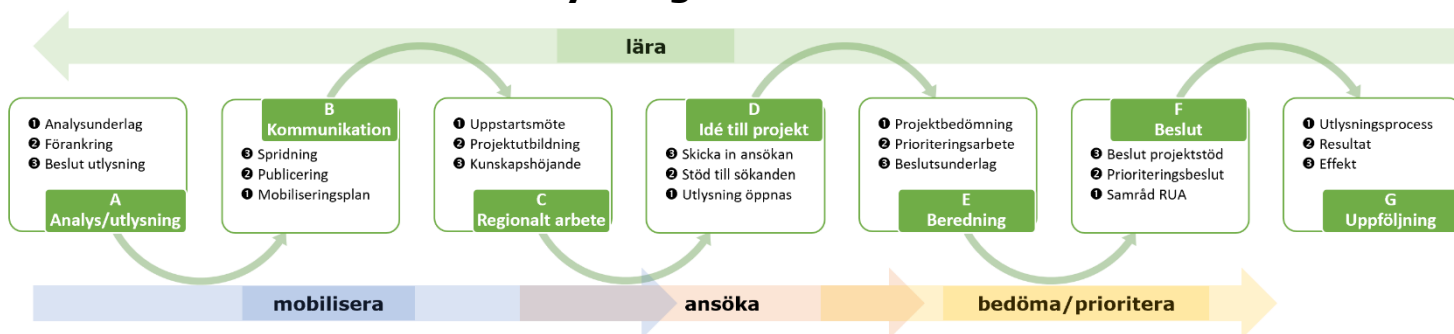 lära
❶ Analysunderlag
❷ Förankring
❸ Beslut utlysning
A
Analys/utlysning
B
Kommunikation
❸ Spridning
❷ Publicering
❶ Mobiliseringsplan
❶ Uppstartsmöte
❷ Projektutbildning
❸ Kunskapshöjande
C
Regionalt arbete
D
Idé till projekt
❸ Skicka in ansökan
❷ Stöd till sökanden
❶ Utlysning öppnas
❶ Projektbedömning
❷ Prioriteringsarbete
❸ Beslutsunderlag
E
Beredning
F
Beslut
❸ Beslut projektstöd
❷ Prioriteringsbeslut
❶ Samråd RUA
❶ Utlysningsprocess
❷ Resultat
❸ Effekt
G
Uppföljning
mobilisera
ansöka
bedöma/prioritera